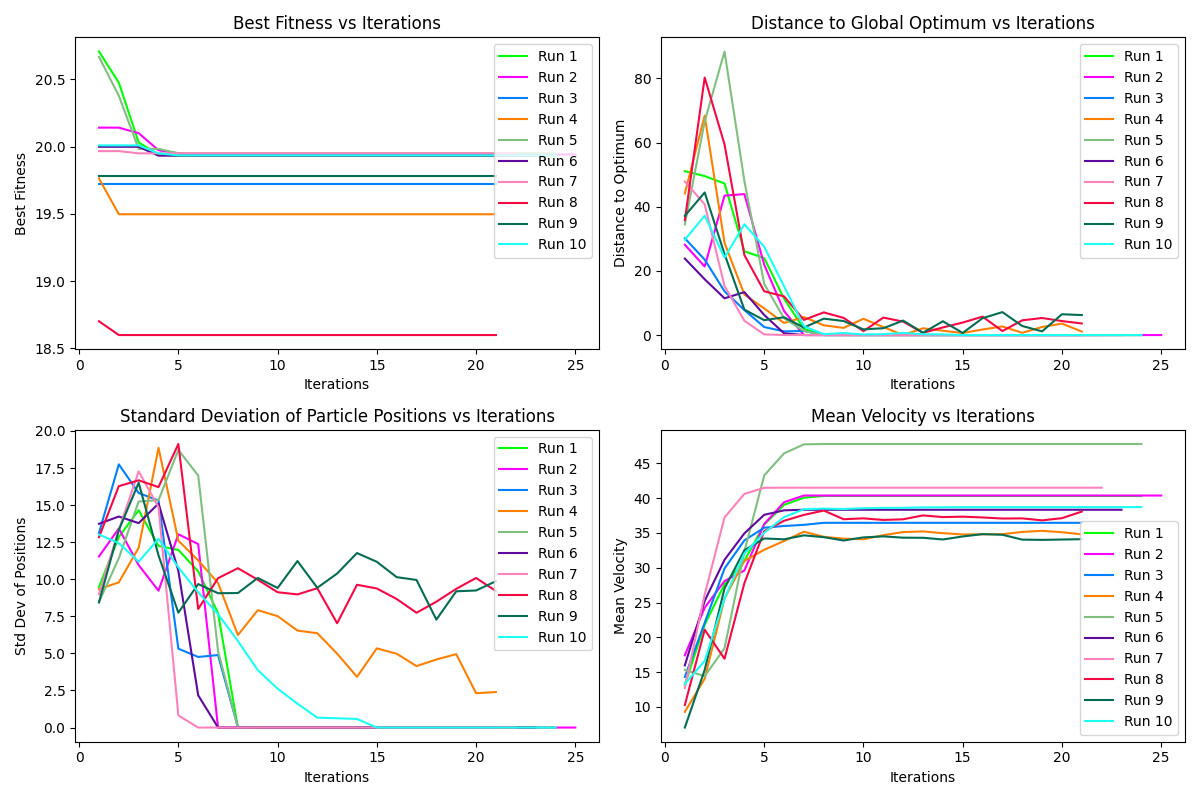 Best Fitness vs Iterations
Best Fitness
20.5
20.0
19.5
19.0
18.5
0 5 10 15 20 25
Iterations
Run 1
Run 2
Run 3
Run 4
Run 5
Run 6
Run 7
Run 8
Run 9
Run 10
Distance to Global Optimum vs Iterations
Distance to Optimum
80
60
40
20
0
0 5 10 15 20 25
Iterations
Run 1
Run 2
Run 3
Run 4
Run 5
Run 6
Run 7
Run 8
Run 9
Run 10
Standard Deviation of Particle Positions vs Iterations
Std Dev of Positions
20.0
17.5
15.0
12.5
10.0
7.5
5.0
2.5
0.0
0 5 10 15 20 25
Iterations
Run 1
Run 2
Run 3
Run 4
Run 5
Run 6
Run 7
Run 8
Run 9
Run 10
Mean Velocity vs Iterations
Mean Velocity
45
40
35
30
25
20
15
10
0 5 10 15 20 25
Iterations
Run 1
Run 2
Run 3
Run 4
Run 5
Run 6
Run 7
Run 8
Run 9
Run 10